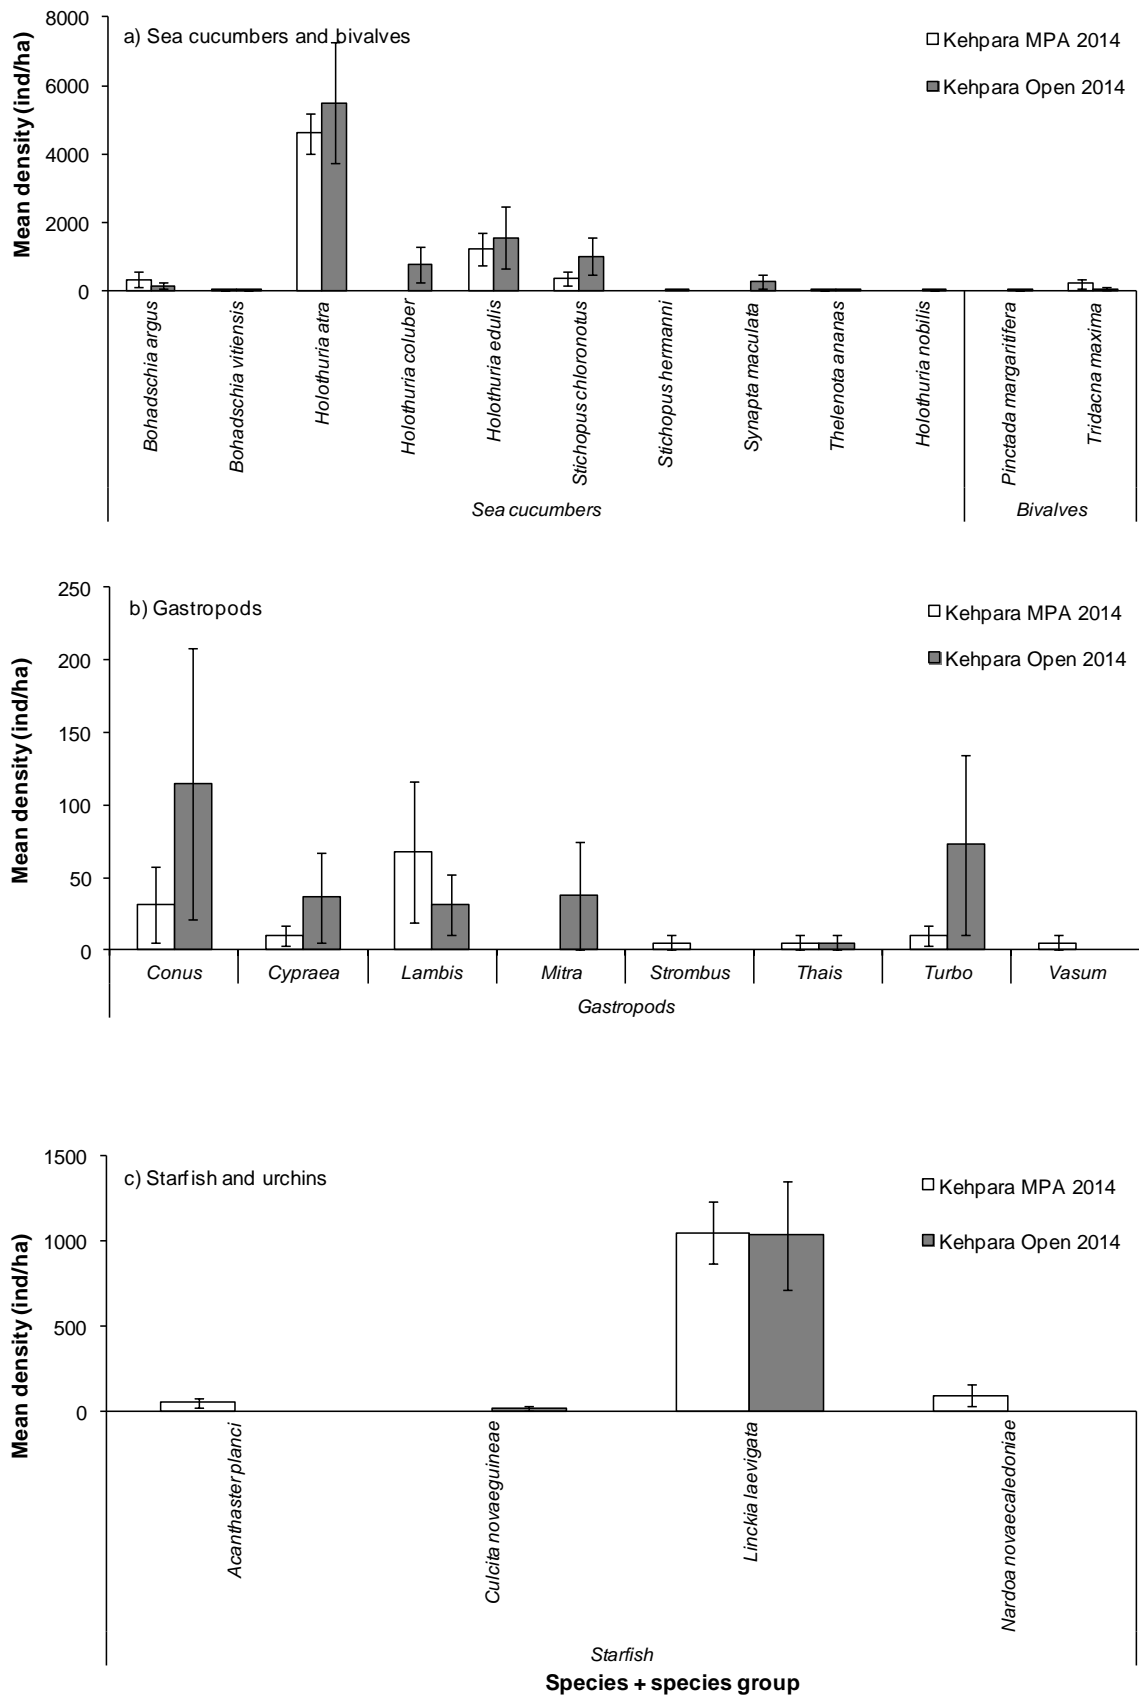 a) Sea cucumbers and bivalves
Kehpara MPA 2014
Kehpara Open 2014
Mean density (ind/ha)
8000
6000
4000
2000
0
Bohadschia argus
Bohadschia vitiensis
Holothuria atra
Holothuria coluber
Holothuria edulis
Stichopus chloronotus
Stichopus hermanni
Synapta maculata
Thelenota ananas
Holothuria nobilis
Pinctada margaritifera
Tridacna maxima
Sea cucumbers
Bivalves
b) Gastropods
Kehpara MPA 2014
Kehpara Open 2014
Mean density (ind/ha)
250
200
150
100
50
0
Conus
Cypraea
Lambis
Mitra
Strombus
Thais
Turbo
Vasum
Gastropods
c) Starfish and urchins
Kehpara MPA 2014
Kehpara Open 2014
Mean density (ind/ha)
1500
1000
500
0
Acanthaster planci
Culcita novaeguineae
Linckia laevigata
Nardoa novaecaledoniae
Starfish
Species + species group